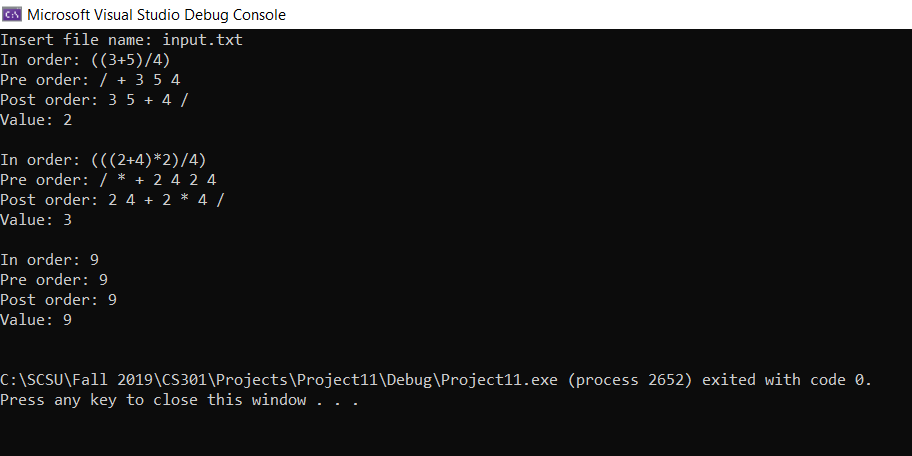 Microsoft Visual Studio Debug Console
Insert file name: input.txt
In order: ((3+5)/4)
Pre order: / + 3 5 4
Post order: 3 5 + 4 /
Value: 2
In order: (((2+4)*2)/4)
Pre order: / * + 2 4 2 4
Post order: 2 4 + 2 * 4 /
Value: 3
In order: 9
Pre order: 9
Post order: 9
Value: 9
C:\SCSU\Fall 2019\CS301\Projects\Project11\Debug\Project11.exe (process 2652) exited with code 0.
Press any key to close this window . . .